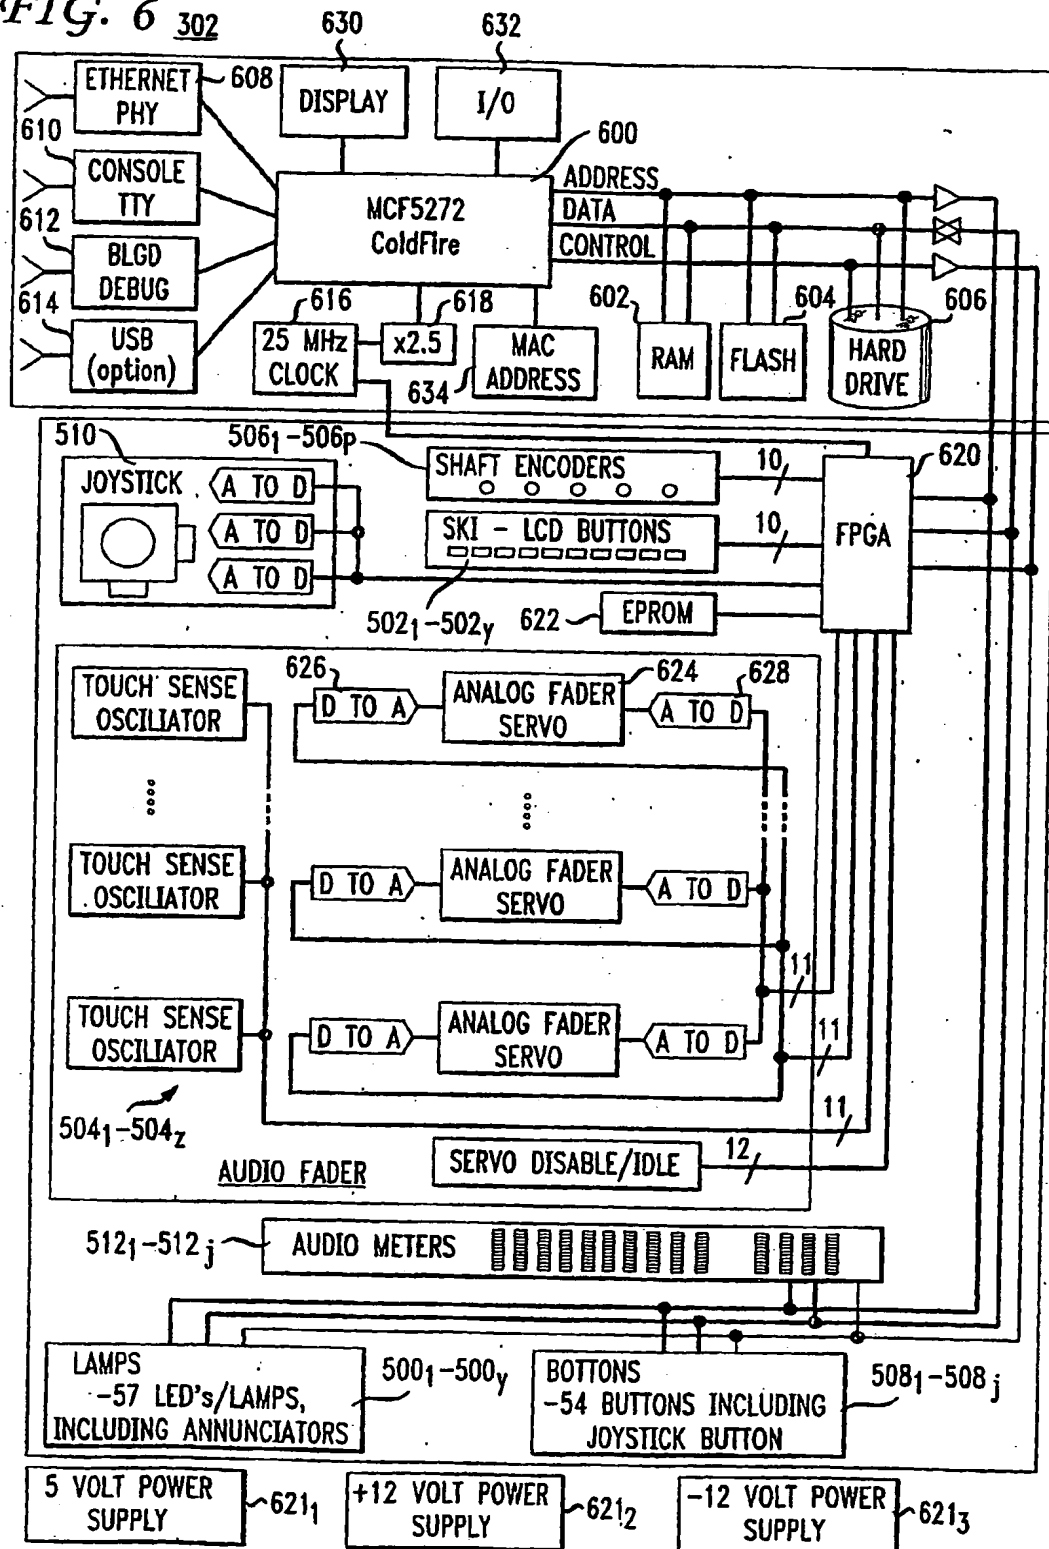 FIG. 6 302
630
632
ETHERNET
PHY
608
DISPLAY
I/O
600
610
CONSOLE
TTY
MCF5272
ColdFire
ADDRESS
DATA
CONTROL
612
BLGD
DEBUG
614
USB
(option)
616
25 MHz
CLOCK
618
x2.5
MAC
ADDRESS
634
602
RAM
604
FLASH
606
HARD
DRIVE
510
JOYSTICK
A TO D
A TO D
A TO D
506₁-506p
SHAFT ENCODERS
10
620
FPGA
SKI - LCD BUTTONS
10
502₁-502y
622
EPROM
TOUCH SENSE
OSCILIATOR
626
D TO A
ANALOG FADER
SERVO
624
628
A TO D
TOUCH SENSE
OSCILIATOR
D TO A
ANALOG FADER
SERVO
A TO D
11
TOUCH SENSE
OSCILIATOR
D TO A
ANALOG FADER
SERVO
A TO D
11
504₁-504z
11
AUDIO FADER
SERVO DISABLE/IDLE
12
512₁-512j
AUDIO METERS
LAMPS
-57 LED's/LAMPS,
INCLUDING ANNUNCIATORS
500₁-500y
BOTTONS
-54 BUTTONS INCLUDING
JOYSTICK BUTTON
508₁-508j
5 VOLT POWER
SUPPLY
621₁
+12 VOLT POWER
SUPPLY
621₂
-12 VOLT POWER
SUPPLY
621₃